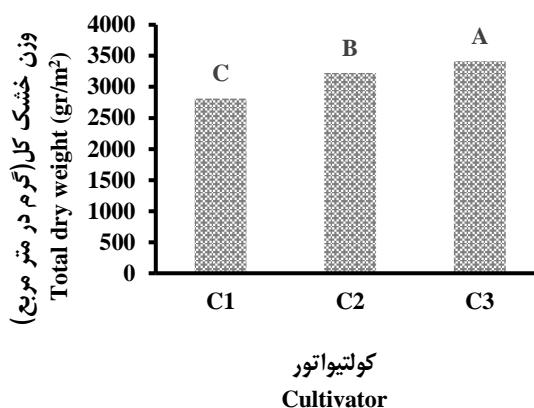 وزن خشک کل(گرم در متر مربع)
Total dry weight (gr/m²)
4000
3500
3000
2500
2000
1500
1000
500
0
C
B
A
C1 C2 C3
کولتیواتور
Cultivator